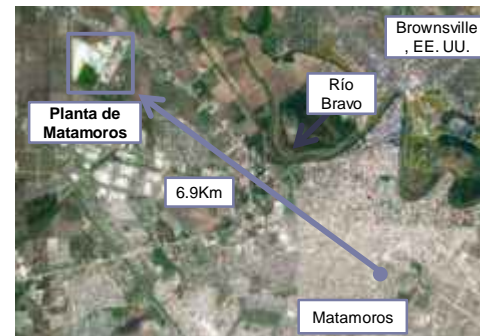 Brownsville
, EE. UU.
Río
Bravo
Planta de
Matamoros
6.9Km
Matamoros